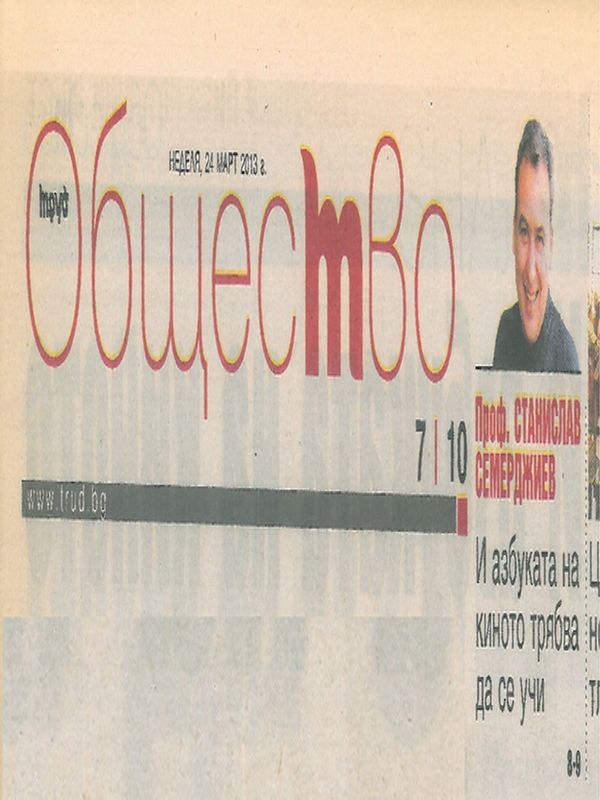 НЕДЕЛЯ, 24 МАРТ 2013 г.
труд
Общество
7 | 10
www.trud.bg
Проф. СТАНИСЛАВ
СЕМЕРДЖИЕВ
И азбуката на
киното трябва
да се учи
8-9